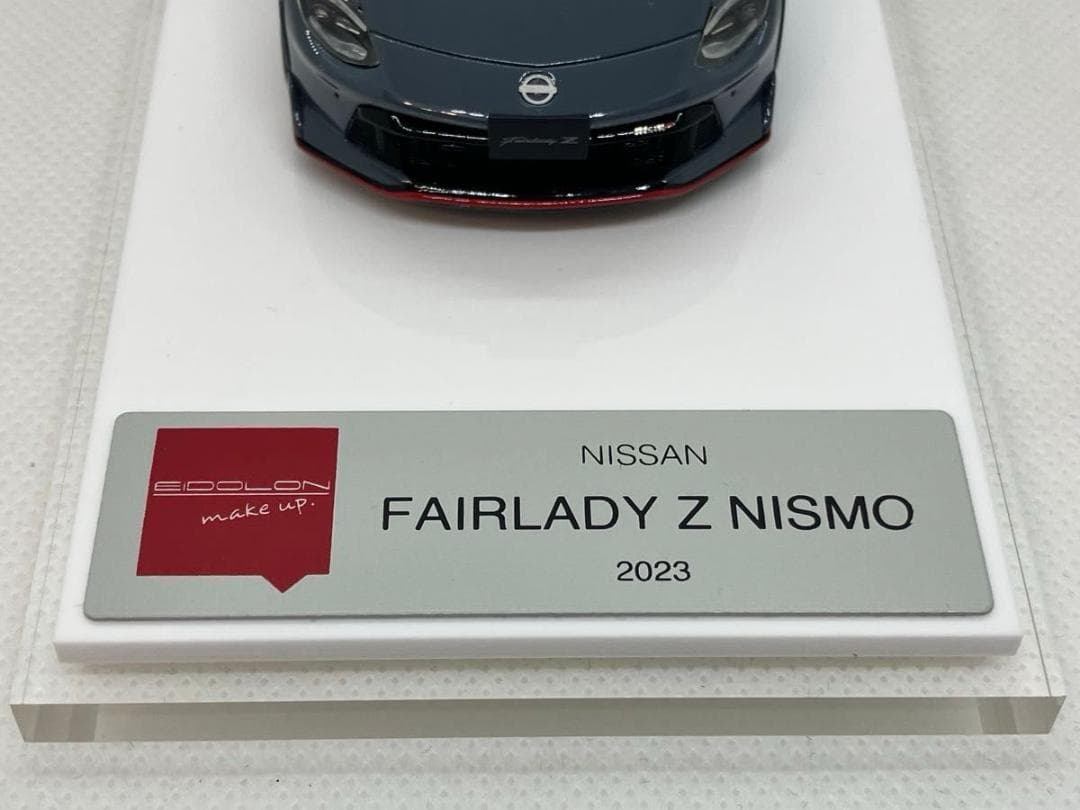 Fairlady Z
EIDOLON
make up.
NISSAN
FAIRLADY Z NISMO
2023